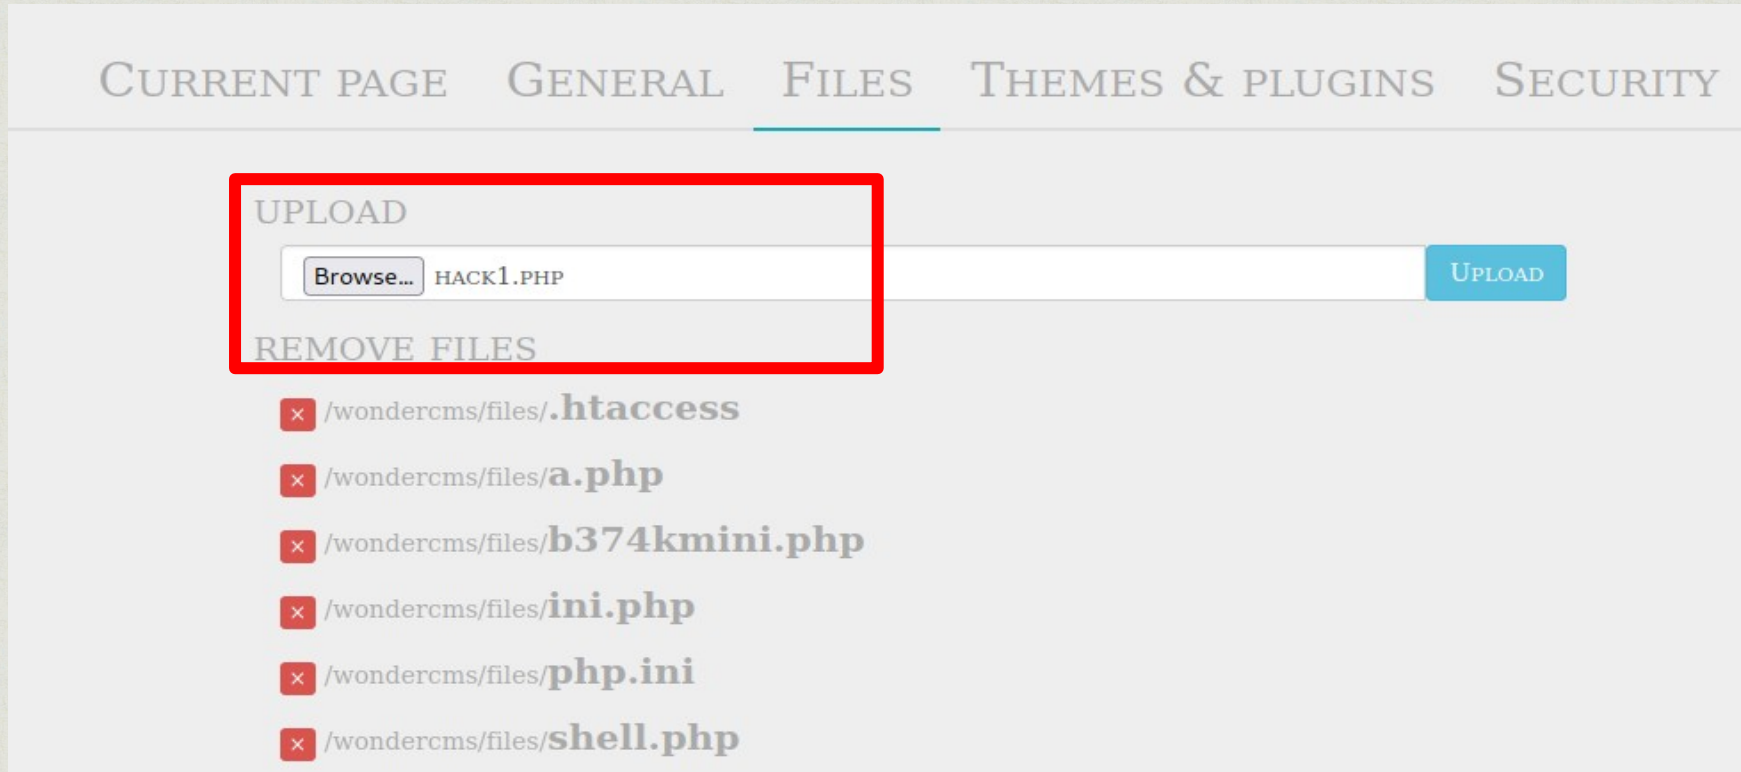 CURRENT PAGE GENERAL FILES THEMES & PLUGINS SECURITY
UPLOAD
Browse... HACK1.PHP UPLOAD
REMOVE FILES
× /wondercms/files/.htaccess
× /wondercms/files/a.php
× /wondercms/files/b374kmini.php
× /wondercms/files/ini.php
× /wondercms/files/php.ini
× /wondercms/files/shell.php